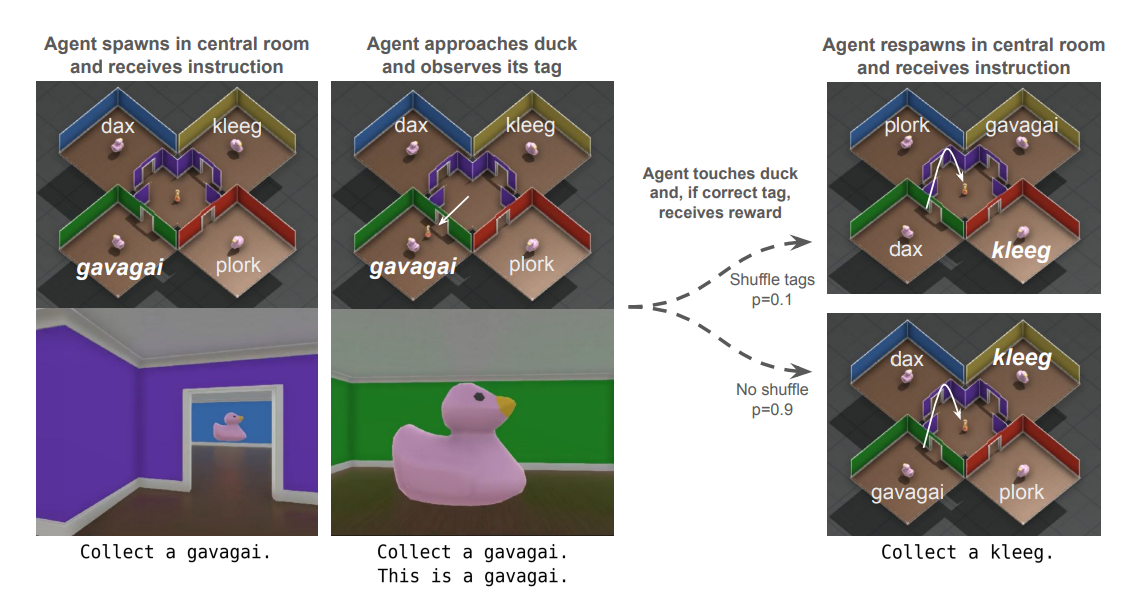 Agent spawns in central room
and receives instruction
dax
kleeg
gavagai
plork
Collect a gavagai.
Agent approaches duck
and observes its tag
dax
kleeg
gavagai
plork
Collect a gavagai.
This is a gavagai.
Agent touches duck
and, if correct tag,
receives reward
Shuffle tags
p=0.1
No shuffle
p=0.9
Agent respawns in central room
and receives instruction
plork
gavagai
dax
kleeg
dax
kleeg
gavagai
plork
Collect a kleeg.